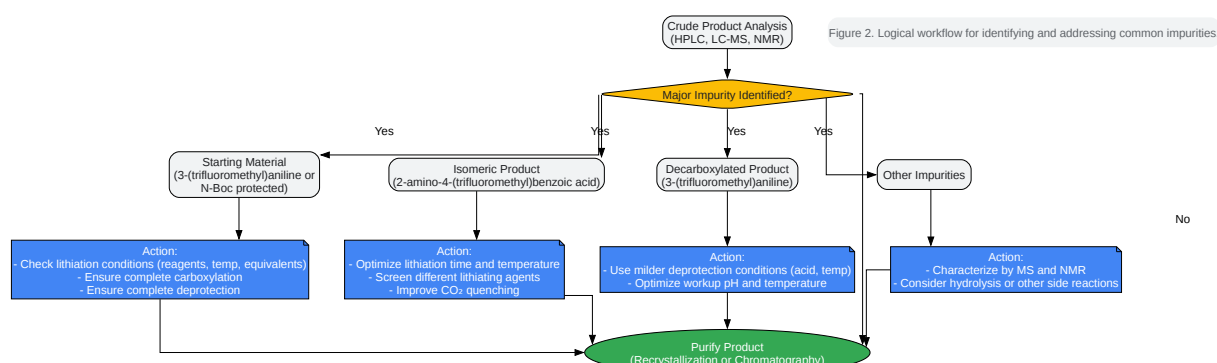 Crude Product Analysis
(HPLC, LC-MS, NMR)
Figure 2. Logical workflow for identifying and addressing common impurities
Major Impurity Identified?
Yes
Yes
Yes
Yes
Starting Material
(3-(trifluoromethyl)aniline or
N-Boc protected)
Isomeric Product
(2-amino-4-(trifluoromethyl)benzoic acid)
Decarboxylated Product
(3-(trifluoromethyl)aniline)
Other Impurities
No
Action:
- Check lithiation conditions (reagents, temp, equivalents)
- Ensure complete carboxylation
- Ensure complete deprotection
Action:
- Optimize lithiation time and temperature
- Screen different lithiating agents
- Improve CO₂ quenching
Action:
- Use milder deprotection conditions (acid, temp)
- Optimize workup pH and temperature
Action:
- Characterize by MS and NMR
- Consider hydrolysis or other side reactions
Purify Product
(Recrystallization or Chromatography)